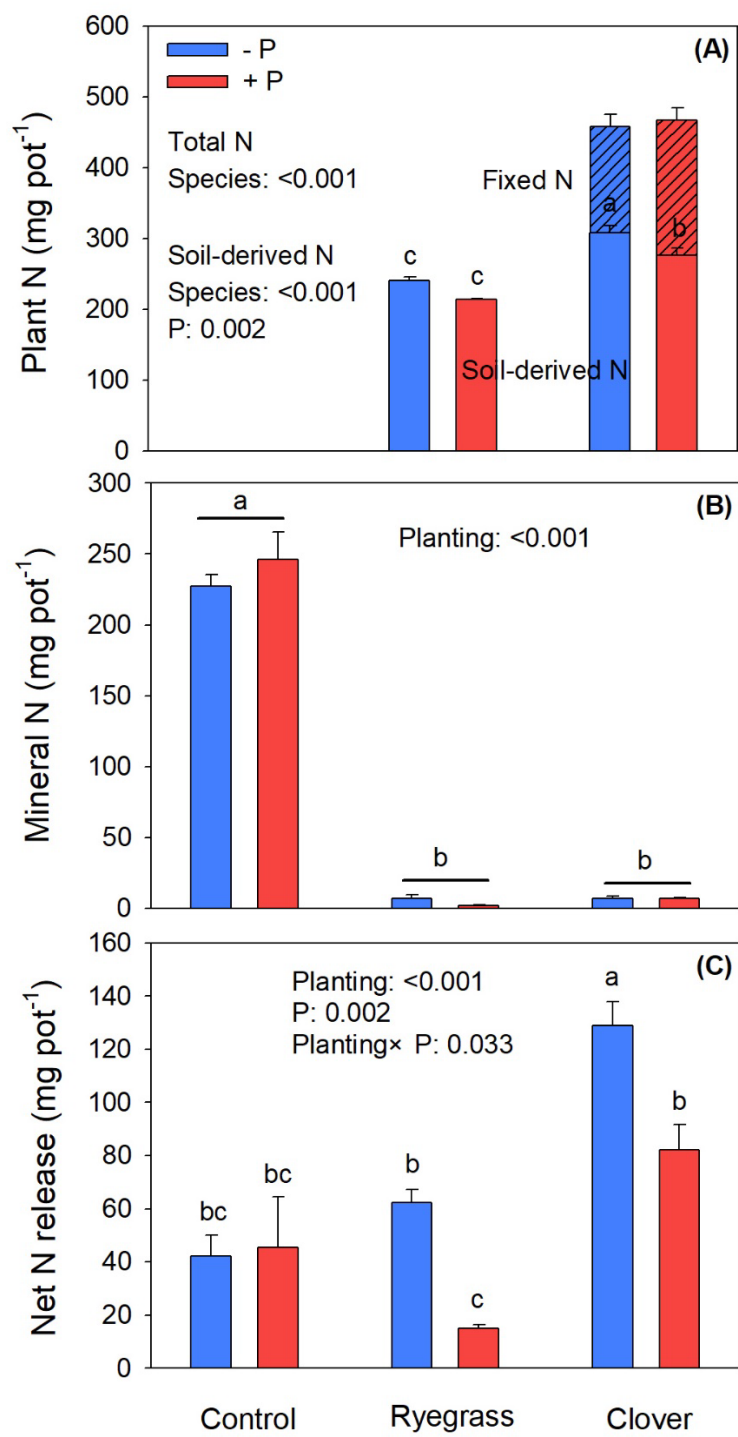 (A)
- P
+ P
Total N
Species: <0.001
Soil-derived N
Species: <0.001
P: 0.002
Fixed N
Soil-derived N
c
c
a
b
Plant N (mg pot⁻¹)
600
500
400
300
200
100
0
(B)
Planting: <0.001
a
b
b
Mineral N (mg pot⁻¹)
300
250
200
150
100
50
0
(C)
Planting: <0.001
P: 0.002
Planting× P: 0.033
bc
bc
b
c
a
b
Net N release (mg pot⁻¹)
160
140
120
100
80
60
40
20
0
Control
Ryegrass
Clover